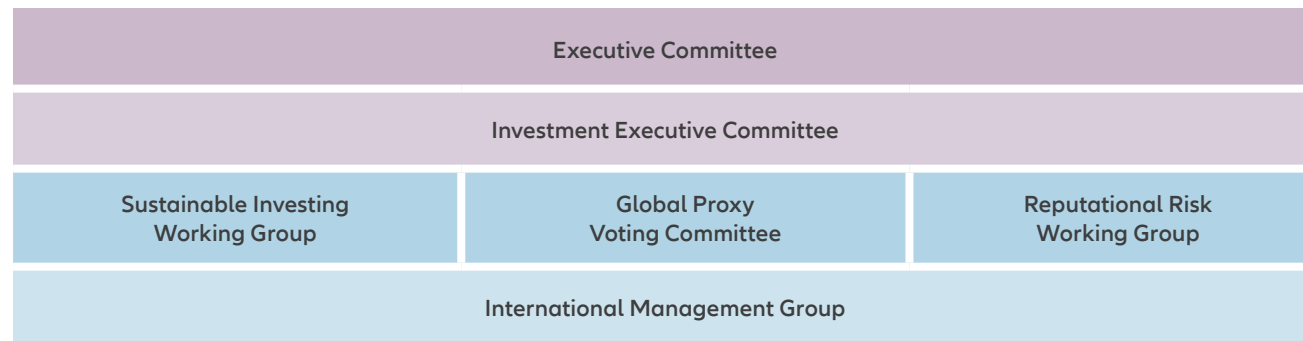 Executive Committee
Investment Executive Committee
Sustainable Investing
Working Group
Global Proxy
Voting Committee
Reputational Risk
Working Group
International Management Group